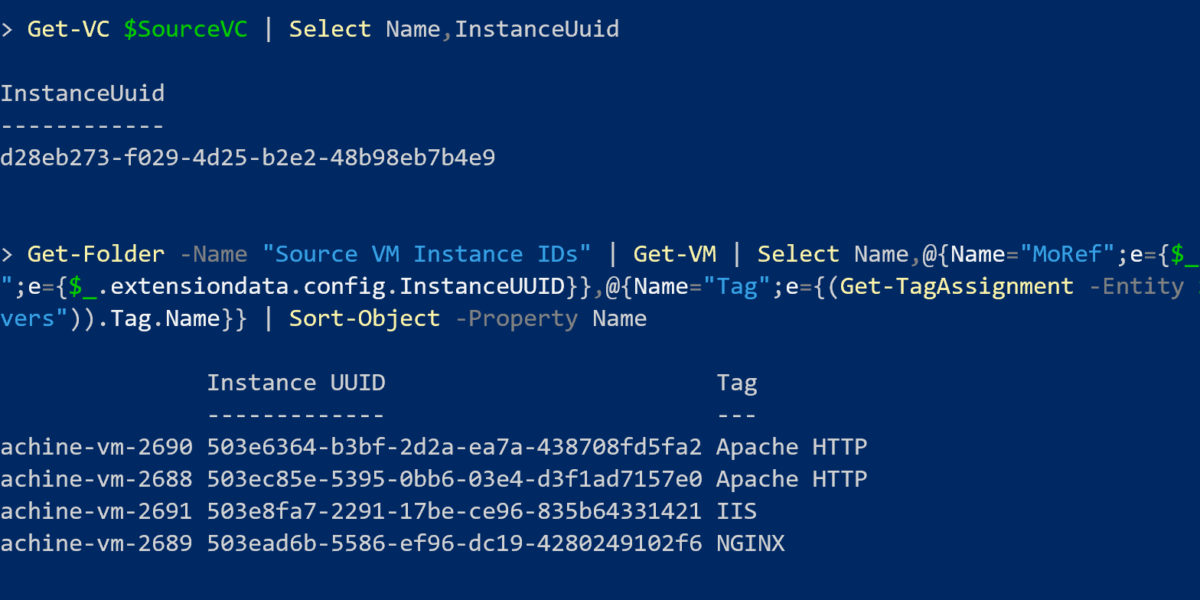 > Get-VC $SourceVC | Select Name,InstanceUuid
InstanceUuid
------------
d28eb273-f029-4d25-b2e2-48b98eb7b4e9
> Get-Folder -Name "Source VM Instance IDs" | Get-VM | Select Name,@{Name="MoRef";e={$_
";e={$_.extensiondata.config.InstanceUUID}},@{Name="Tag";e={(Get-TagAssignment -Entity
vers")).Tag.Name}} | Sort-Object -Property Name
Instance UUID Tag
------------- ---
achine-vm-2690 503e6364-b3bf-2d2a-ea7a-438708fd5fa2 Apache HTTP
achine-vm-2688 503ec85e-5395-0bb6-03e4-d3f1ad7157e0 Apache HTTP
achine-vm-2691 503e8fa7-2291-17be-ce96-835b64331421 IIS
achine-vm-2689 503ead6b-5586-ef96-dc19-4280249102f6 NGINX